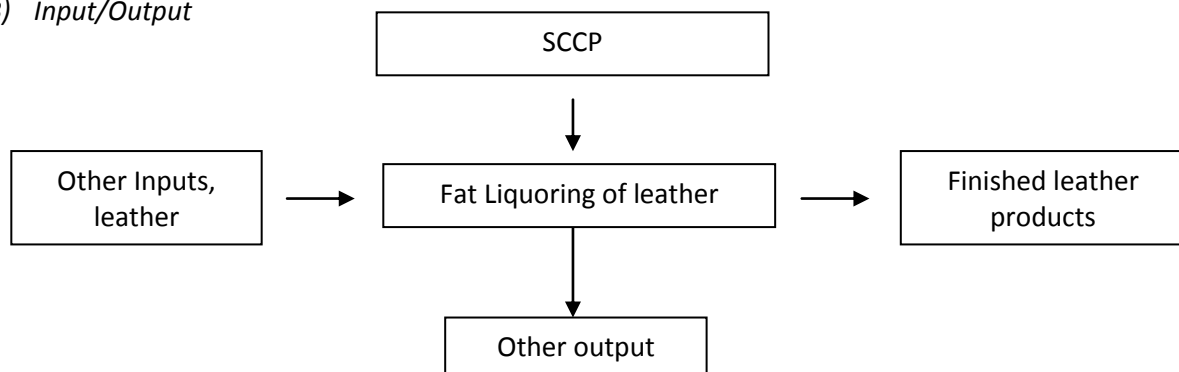 Input/Output
SCCP
Other Inputs,
leather
Fat Liquoring of leather
Finished leather
products
Other output